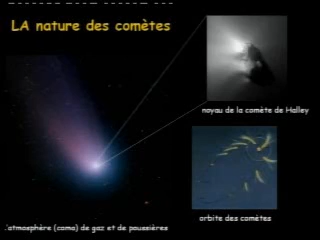 LA nature des comètes
noyau de la comète de Halley
orbite des comètes
'atmosphère (coma) de gaz et de poussières